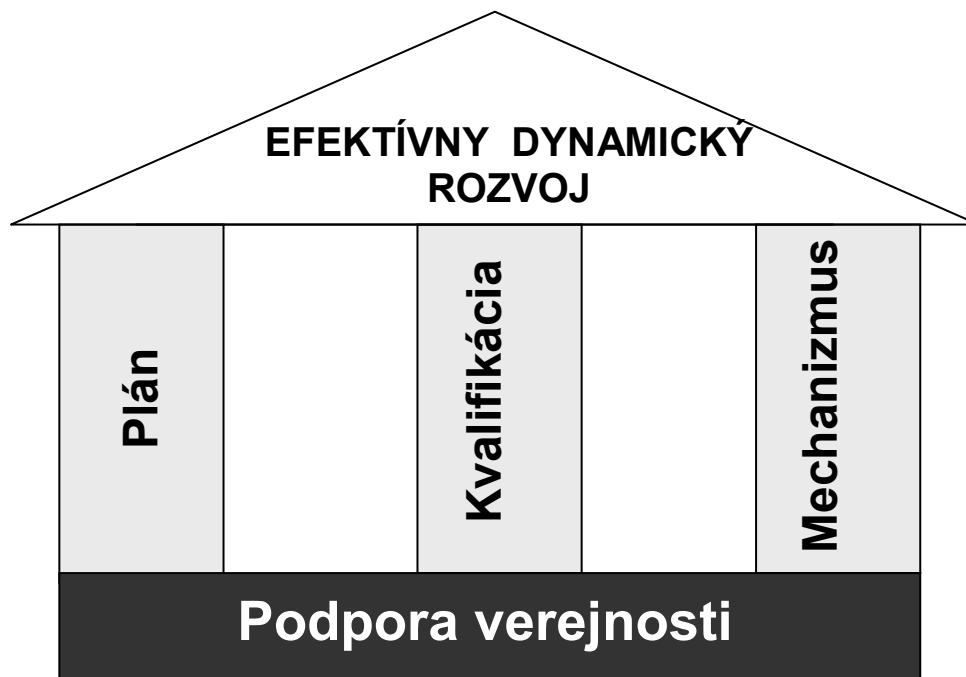 EFEKTÍVNY DYNAMICKÝ
ROZVOJ
Plán
Kvalifikácia
Mechanizmus
Podpora verejnosti